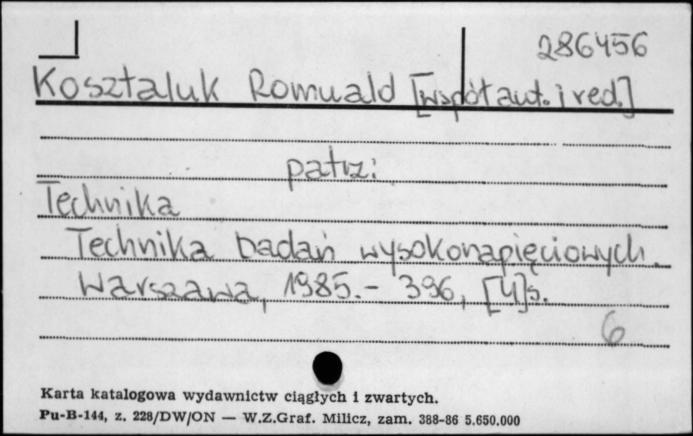 286456
Kosztaluk Romuald [współaut. i red.]
patrz:
Technika
Technika badań wysokonapięciowych.
Warszawa, 1985.- 396, [4]s.
6
Karta katalogowa wydawnictw ciągłych i zwartych.
Pu-B-144, z. 228/DW/ON — W.Z.Graf. Milicz, zam. 388-86 5.650.000